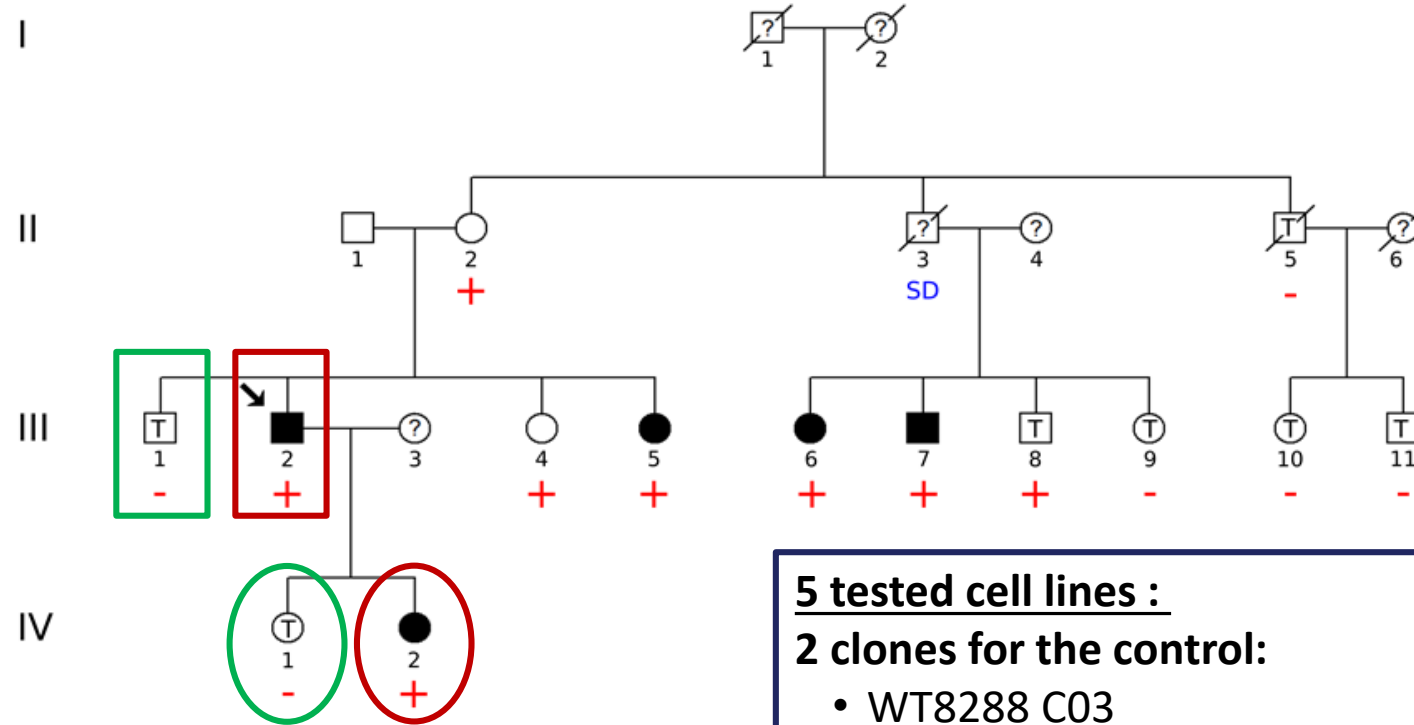 I
? ?
1 2
II
? ? T ?
1 2 3 4 5 6
+ SD -
III
T ? T T T T
1 2 3 4 5 6 7 8 9 10 11
- + + + + + + - - -
IV
T
1 2
- +
5 tested cell lines :
2 clones for the control:
• WT8288 C03